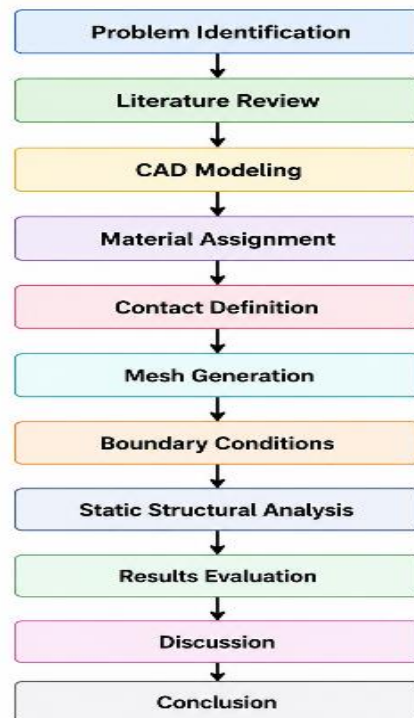 Problem Identification
Literature Review
CAD Modeling
Material Assignment
Contact Definition
Mesh Generation
Boundary Conditions
Static Structural Analysis
Results Evaluation
Discussion
Conclusion